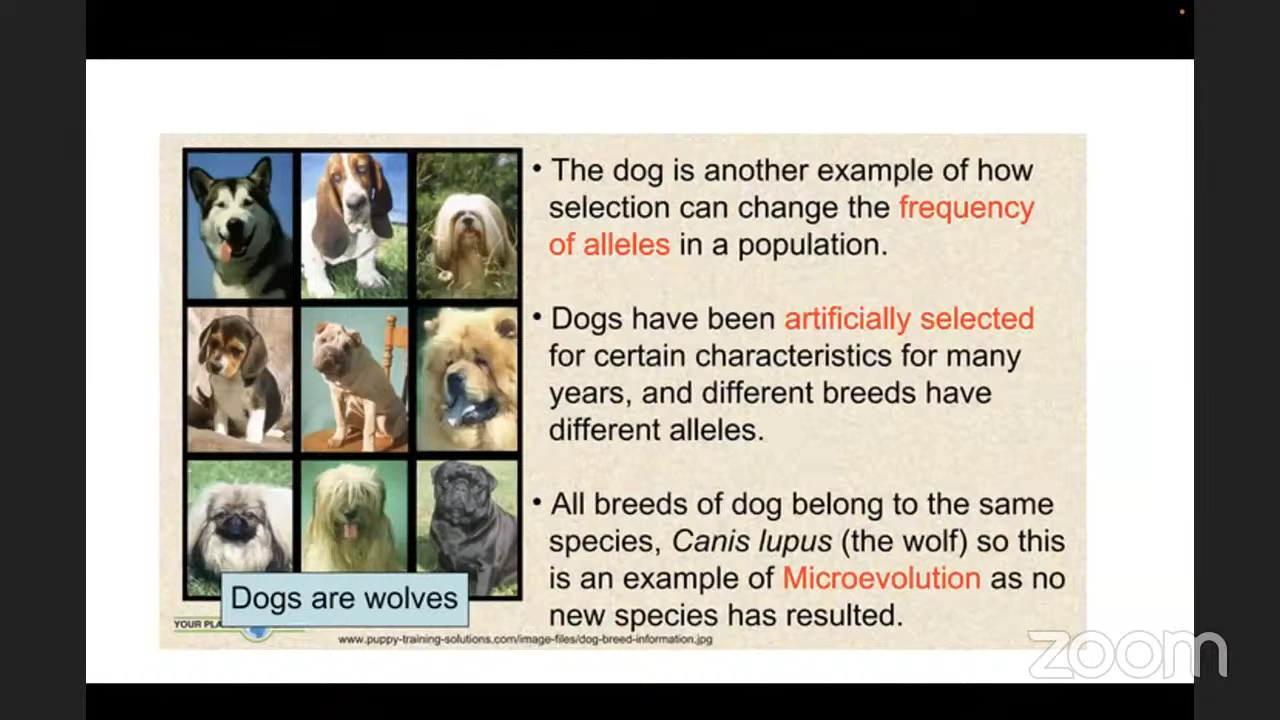 • The dog is another example of how
selection can change the frequency
of alleles in a population.
• Dogs have been artificially selected
for certain characteristics for many
years, and different breeds have
different alleles.
• All breeds of dog belong to the same
species, Canis lupus (the wolf) so this
is an example of Microevolution as no
new species has resulted.
Dogs are wolves
YOUR PLA
www.puppy-training-solutions.com/image-files/dog-breed-information.jpg
zoom